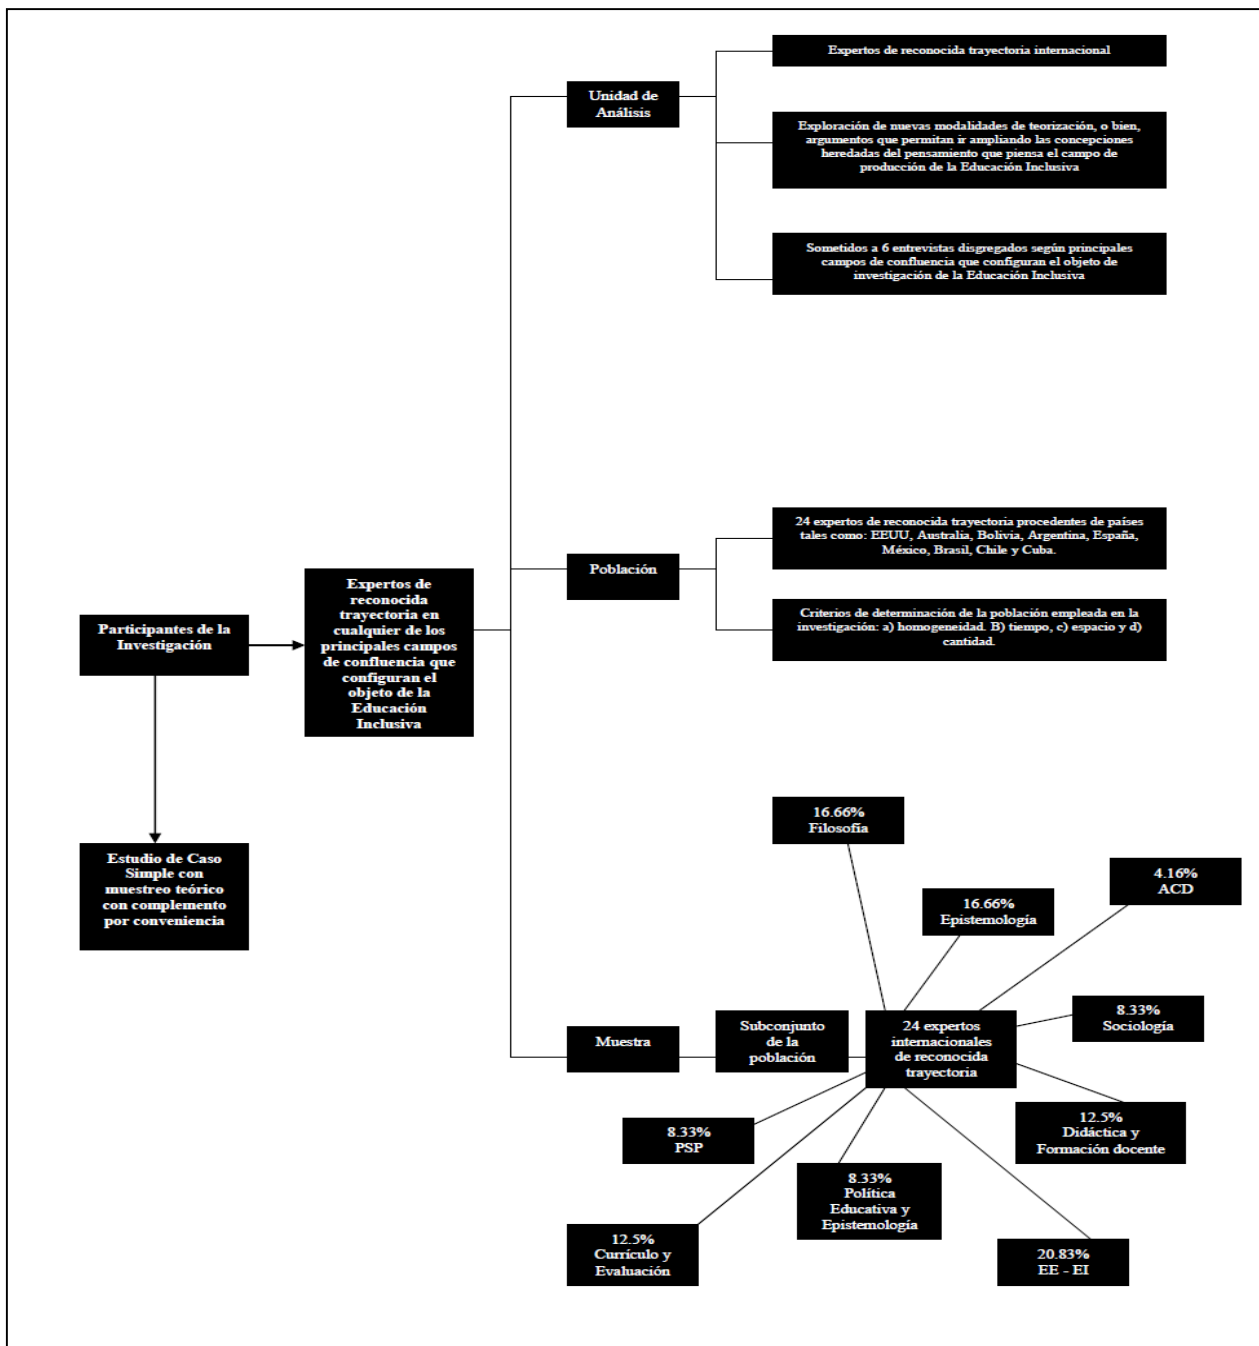 Expertos de reconocida trayectoria internacional
Unidad de
Análisis
Exploración de nuevas modalidades de teorización, o bien,
argumentos que permitan ir ampliando las concepciones
heredadas del pensamiento que piensa el campo de
producción de la Educación Inclusiva
Sometidos a 6 entrevistas disgregados según principales
campos de confluencia que configuran el objeto de
investigación de la Educación Inclusiva
24 expertos de reconocida trayectoria procedentes de países
tales como: EEUU, Australia, Bolivia, Argentina, España,
México, Brasil, Chile y Cuba.
Población
Criterios de determinación de la población empleada en la
investigación: a) homogeneidad. B) tiempo, c) espacio y d)
cantidad.
Participantes de la
Investigación
Expertos de
reconocida
trayectoria en
cualquier de los
principales campos
de confluencia que
configuran el
objeto de la
Educación
Inclusiva
Estudio de Caso
Simple con
muestreo teórico
con complemento
por conveniencia
16.66%
Filosofía
4.16%
ACD
16.66%
Epistemología
8.33%
Sociología
Muestra
Subconjunto
de la
población
24 expertos
internacionales
de reconocida
trayectoria
8.33%
PSP
12.5%
Didáctica y
Formación docente
8.33%
Política
Educativa y
Epistemología
12.5%
Currículo y
Evaluación
20.83%
EE - EI